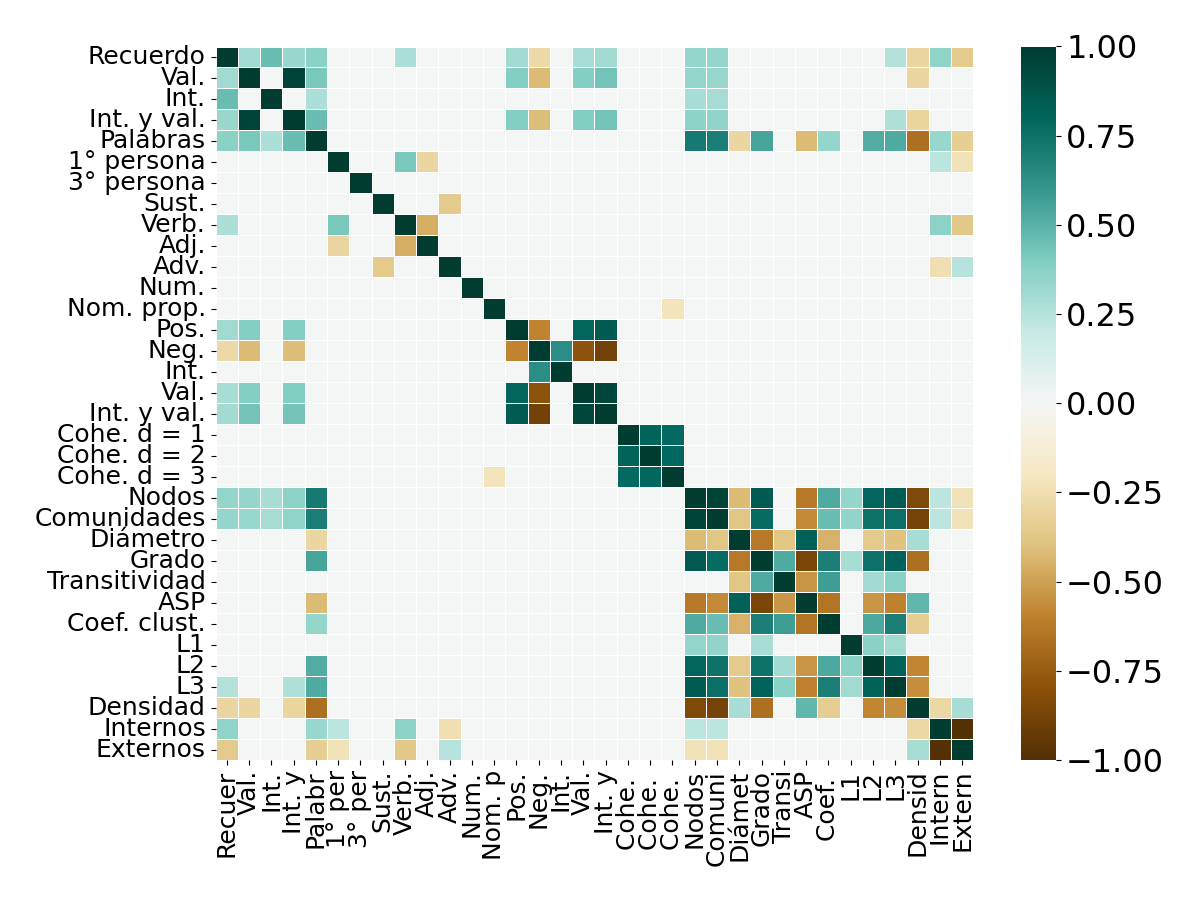 Recuerdo
Val.
Int.
Int. y val.
Palabras
1° persona
3° persona
Sust.
Verb.
Adj.
Adv.
Num.
Nom. prop.
Pos.
Neg.
Int.
Val.
Int. y val.
Cohe. d = 1
Cohe. d = 2
Cohe. d = 3
Nodos
Comunidades
Diámetro
Grado
Transitividad
ASP
Coef. clust.
L1
L2
L3
Densidad
Internos
Externos
Recuer
Val.
Int.
Int. y
Palabr
1° per
3° per
Sust.
Verb.
Adj.
Adv.
Num.
Nom. p
Pos.
Neg.
Int.
Val.
Int. y
Cohe.
Cohe.
Cohe.
Nodos
Comuni
Diámet
Grado
Transi
ASP
Coef.
L1
L2
L3
Densid
Intern
Extern
1.00
0.75
0.50
0.25
0.00
−0.25
−0.50
−0.75
−1.00